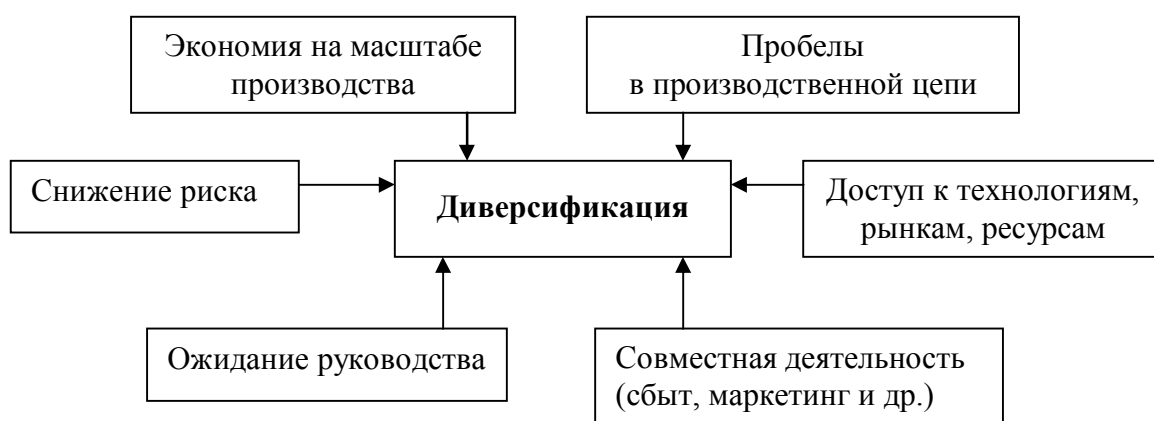 Экономия на масштабе
производства
Пробелы
в производственной цепи
Снижение риска
Диверсификация
Доступ к технологиям,
рынкам, ресурсам
Ожидание руководства
Совместная деятельность
(сбыт, маркетинг и др.)